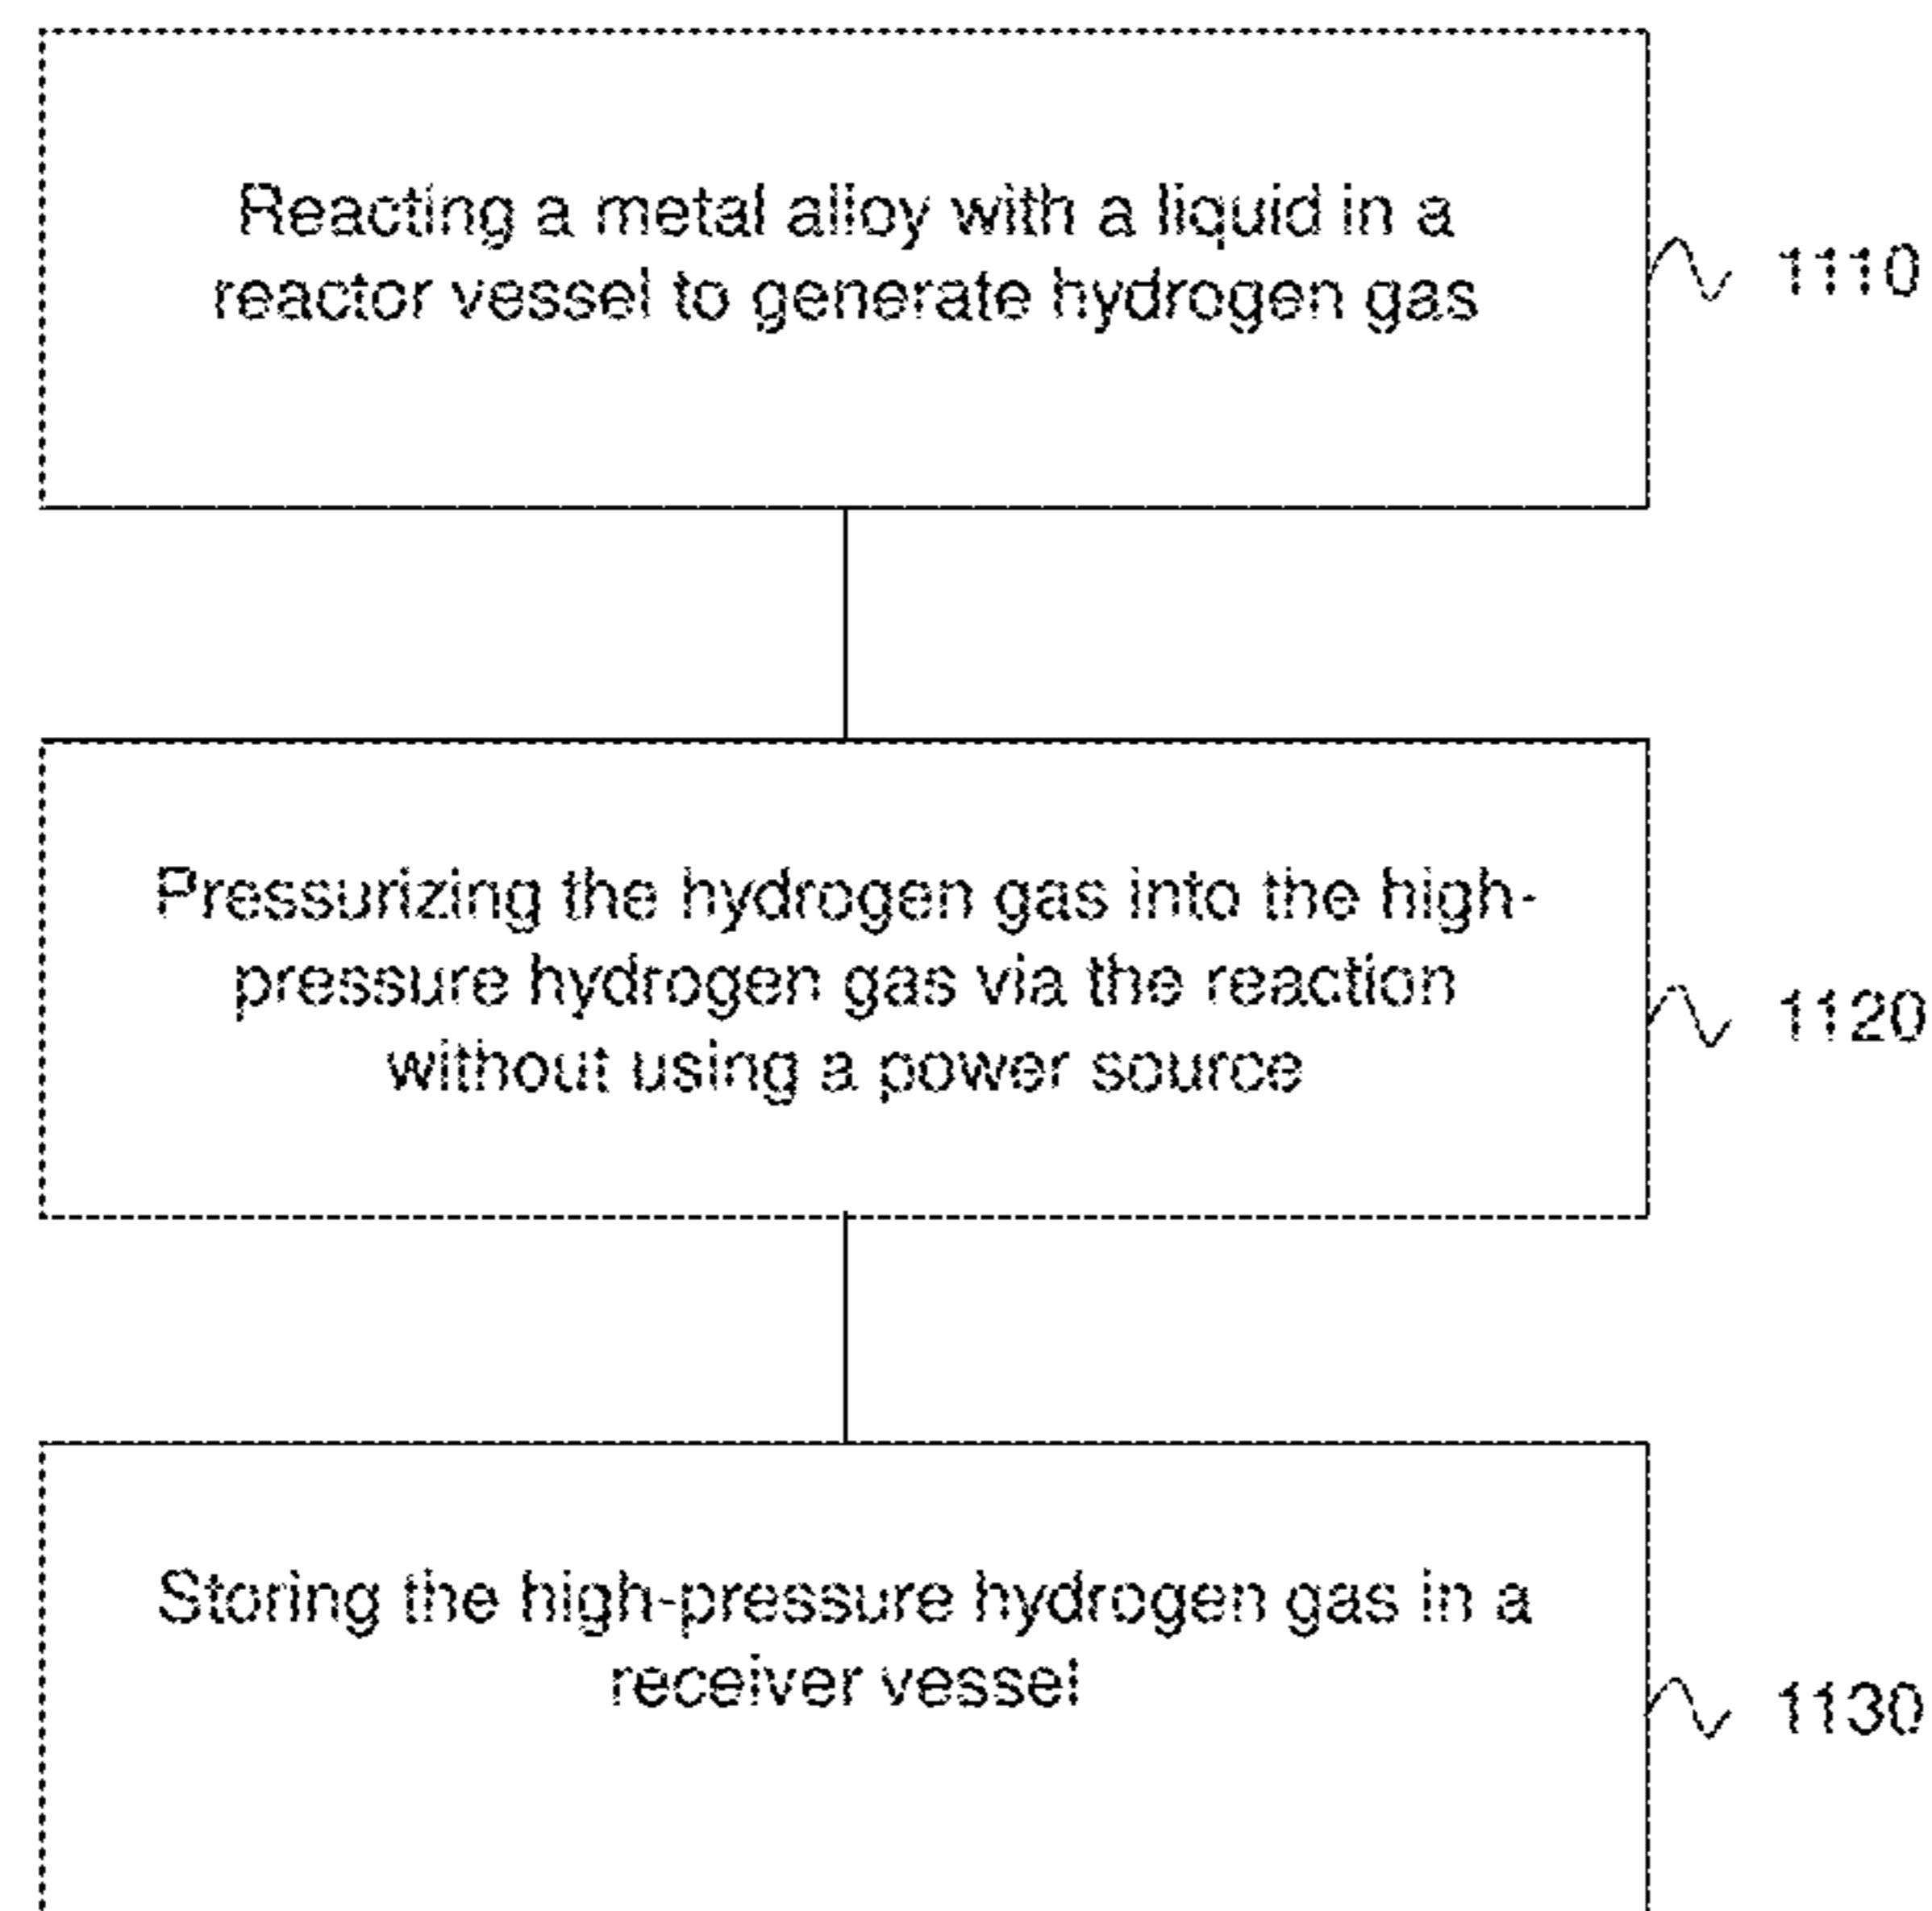 Reacting a metal alloy with a liquid in a
reactor vessel to generate hydrogen gas
1110
Pressurizing the hydrogen gas into the high-
pressure hydrogen gas via the reaction
without using a power source
1120
Storing the high-pressure hydrogen gas in a
receiver vessel
1130